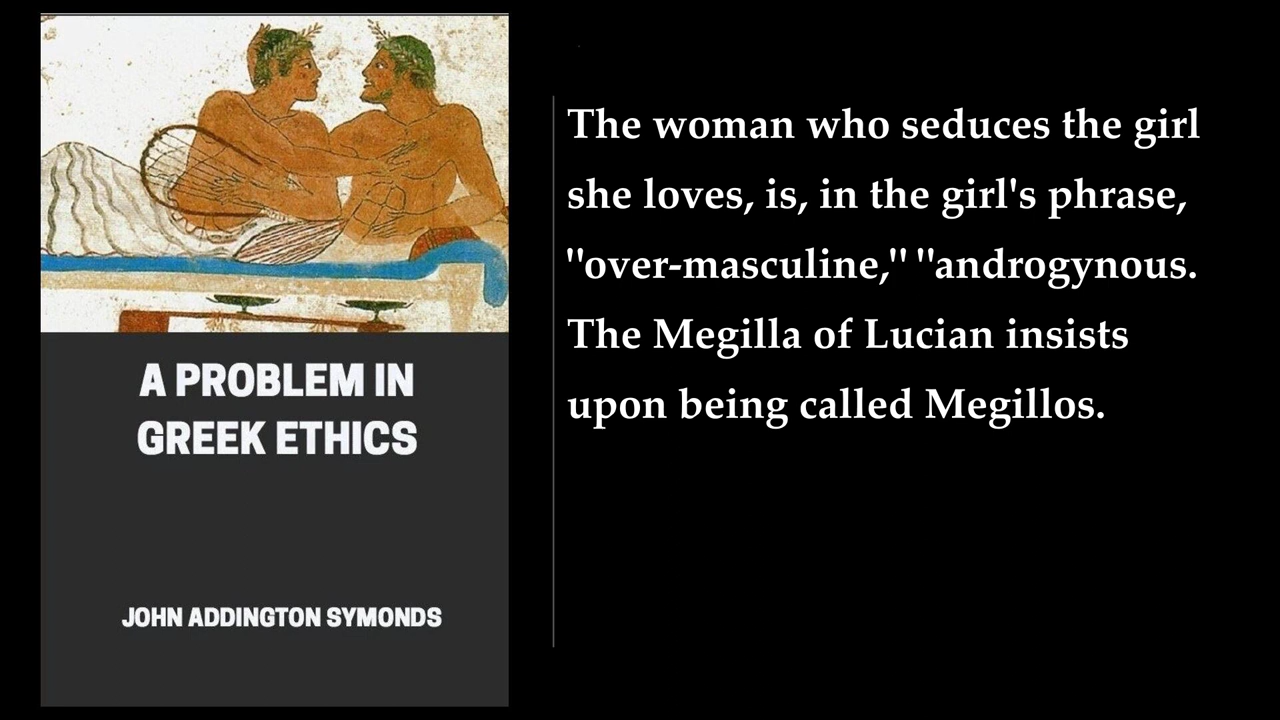 A PROBLEM IN
GREEK ETHICS
JOHN ADDINGTON SYMONDS
The woman who seduces the girl
she loves, is, in the girl's phrase,
"over-masculine," "androgynous.
The Megilla of Lucian insists
upon being called Megillos.